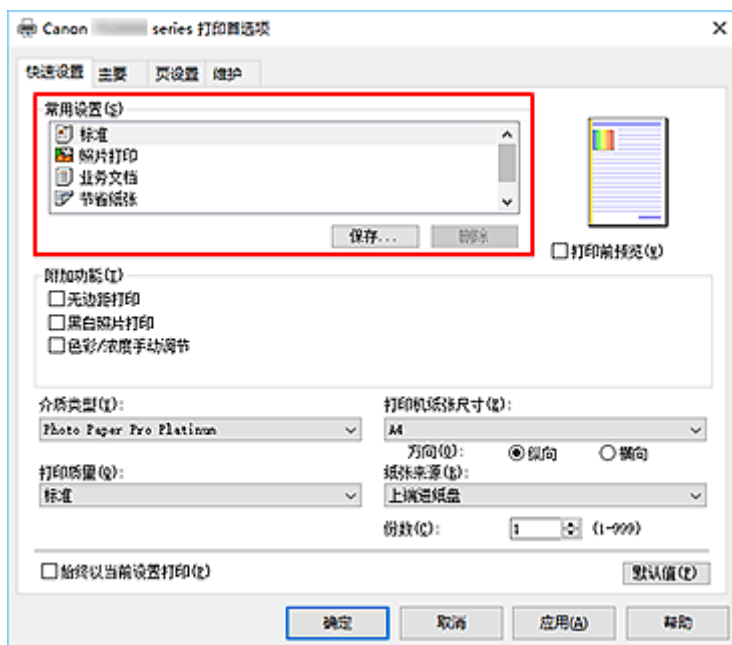 Canon series 打印首选项
快速设置 主要 页设置 维护
常用设置(S)
标准
照片打印
业务文档
节省纸张
保存... 删除
打印前预览(W)
附加功能(I)
无边距打印
黑白照片打印
色彩/浓度手动调节
介质类型(Y): 打印机纸张尺寸(Z):
Photo Paper Pro Platinum A4
方向(O): 纵向 横向
打印质量(Q): 纸张来源(B):
标准 上端进纸盘
份数(C): 1 (1-999)
始终以当前设置打印(R) 默认值(F)
确定 取消 应用(A) 帮助